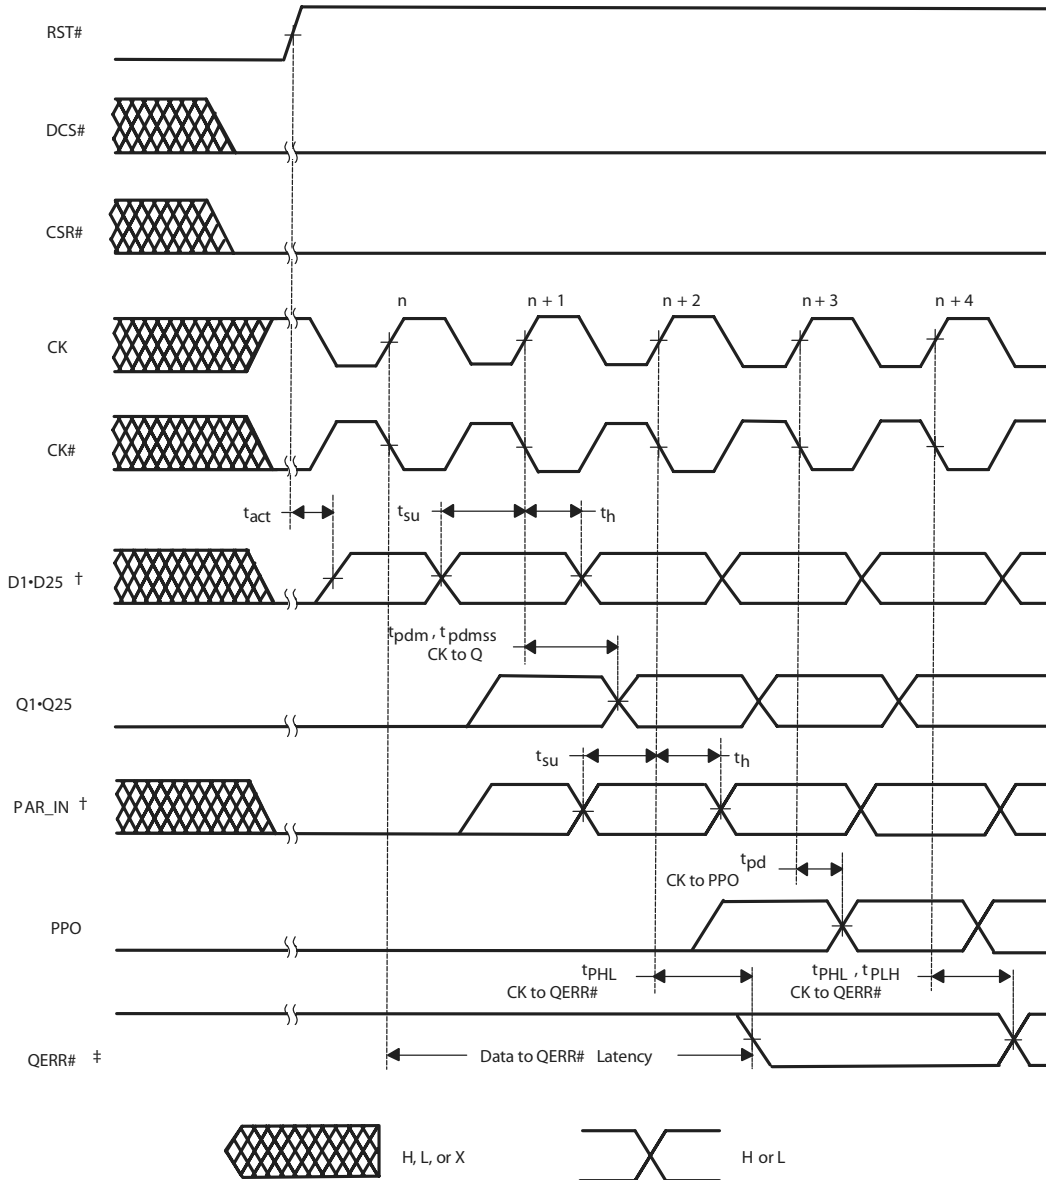 RST#
DCS#
CSR#
n
n + 1
n + 2
n + 3
n + 4
CK
CK#
tact
tsu
th
D1•D25 †
tpdm , tpdmss
CK to Q
Q1•Q25
tsu
th
PAR_IN †
tpd
CK to PPO
PPO
tPHL
CK to QERR#
tPHL , tPLH
CK to QERR#
QERR# ‡
Data to QERR# Latency
H, L, or X
H or L